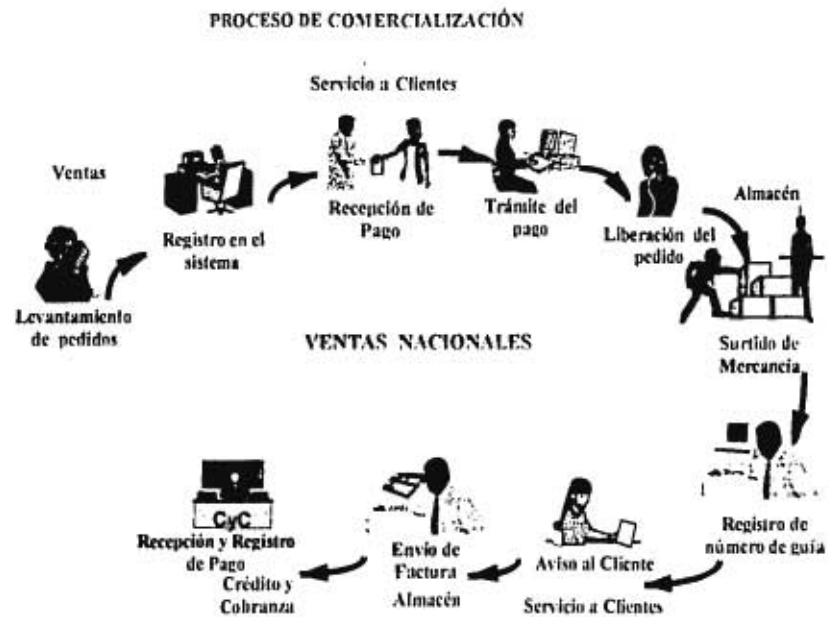 PROCESO DE COMERCIALIZACIÓN
Servicio a Clientes
Ventas
Almacén
Levantamiento
de pedidos
Registro en el
sistema
Recepción de
Pago
Trámite del
pago
Liberación del
pedido
Surtido de
Mercancia
VENTAS NACIONALES
Registro de
número de guía
Aviso al Cliente
Servicio a Clientes
Envio de
Factura
Almacén
CyC
Recepción y Registro
de Pago
Crédito y
Cobranza